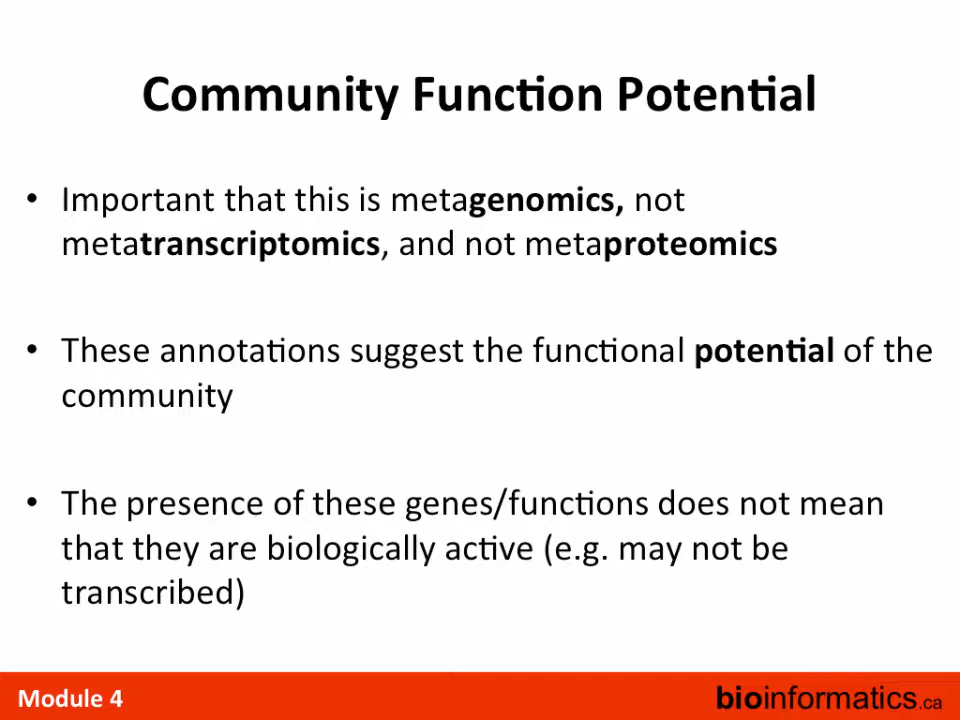 Community Function Potential
• Important that this is metagenomics, not
metatranscriptomics, and not metaproteomics
• These annotations suggest the functional potential of the
community
• The presence of these genes/functions does not mean
that they are biologically active (e.g. may not be
transcribed)
Module 4
bioinformatics.ca